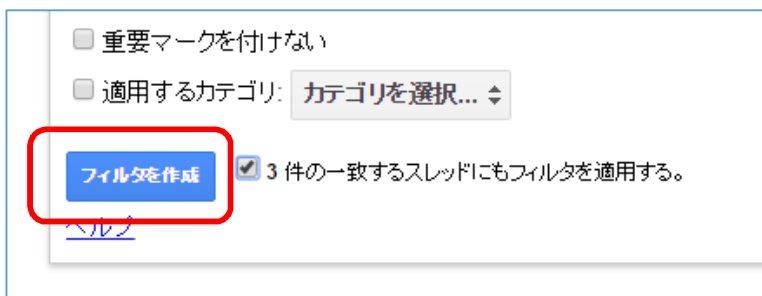 重要マークを付けない
適用するカテゴリ: カテゴリを選択...
フィルタを作成 3 件の一致するスレッドにもフィルタを適用する。
ヘルプ